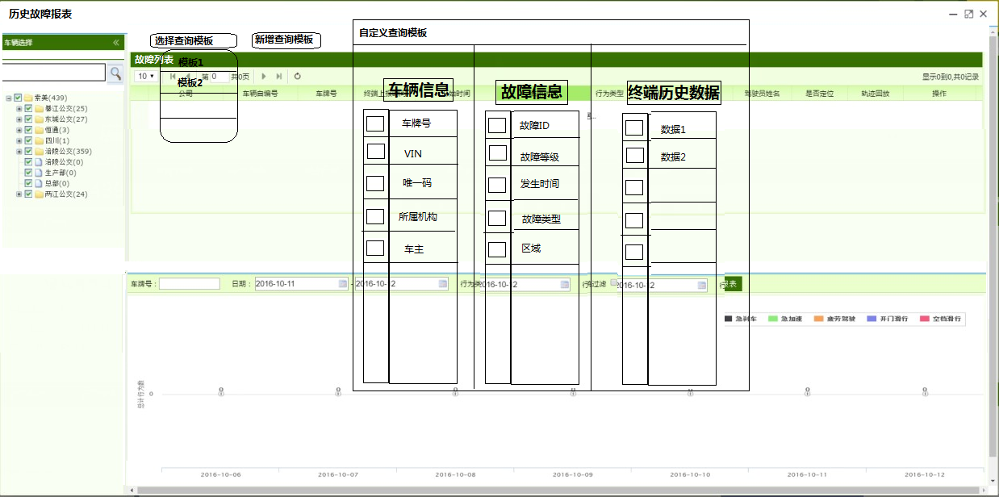 历史故障报表
车辆选择
选择查询模板
新增查询模板
自定义查询模板
故障列表
模板1
模板2
10
第 0 共0页
显示0到0,共0记录
公司
车辆自编号
车牌号
行为类型
驾驶员姓名
是否定位
轨迹回放
操作
索美(439)
綦江公交(25)
东城公交(27)
恒通(3)
四川(1)
涪陵公交(359)
涪陵公交(0)
生产部(0)
总部(0)
两江公交(24)
车辆信息
车牌号
VIN
唯一码
所属机构
车主
故障信息
故障ID
故障等级
发生时间
故障类型
区域
终端历史数据
数据1
数据2
车牌号：
日期：
2016-10-11
-
2016-10-12
行为类
2016-10-12
过滤
2016-10-12
报表
急刹车
急加速
疲劳驾驶
开门滑行
空档滑行
总计行为数
0
0 0 0 0 0 0 0
2016-10-06
2016-10-07
2016-10-08
2016-10-09
2016-10-10
2016-10-11
2016-10-12